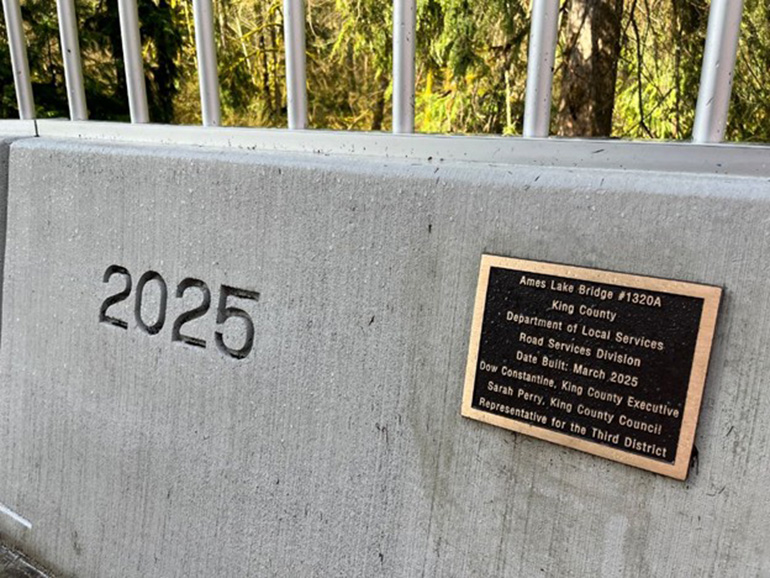 2025
Ames Lake Bridge #1320A
King County
Department of Local Services
Road Services Division
Date Built: March 2025
Dow Constantine, King County Executive
Sarah Perry, King County Council
Representative for the Third District